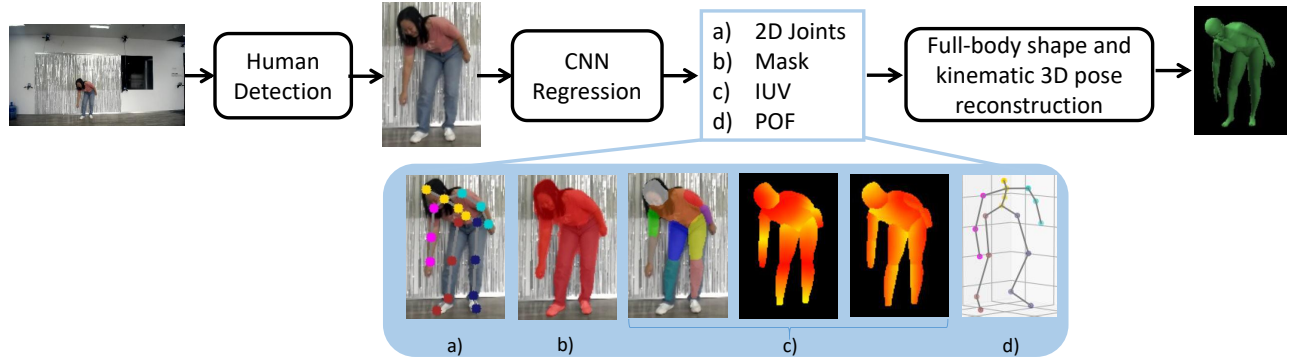 Human
Detection
CNN
Regression
a) 2D Joints
b) Mask
c) IUV
d) POF
Full-body shape and
kinematic 3D pose
reconstruction
a)
b)
c)
d)